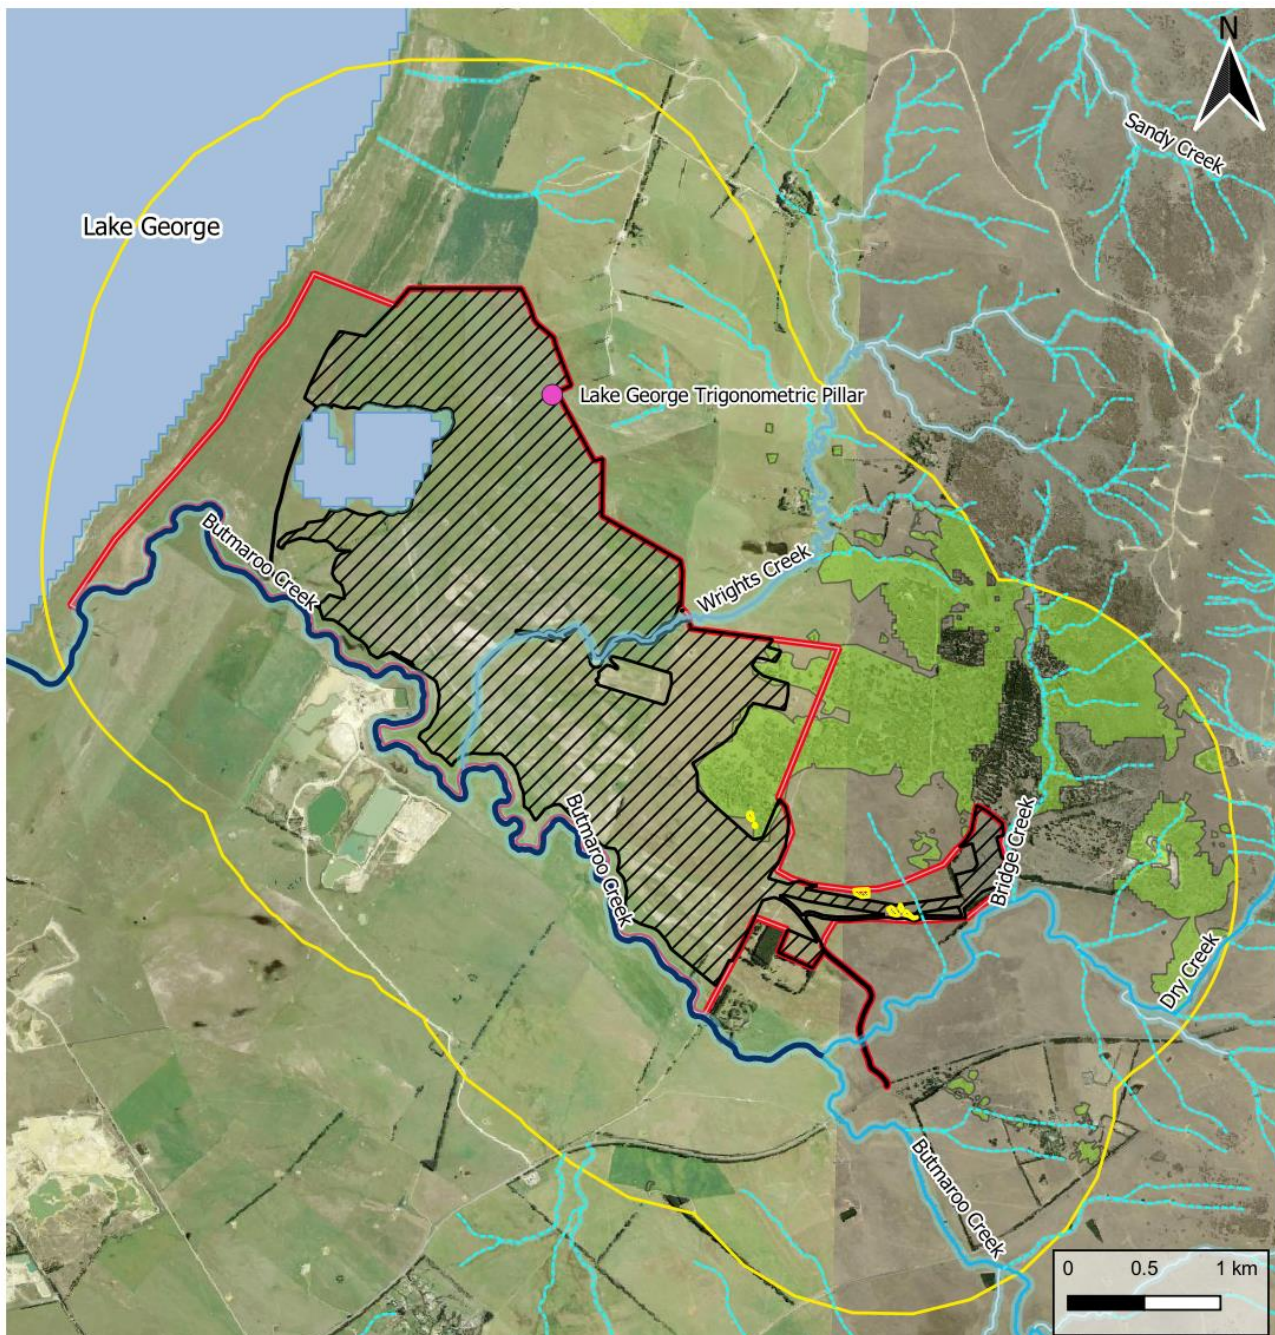 N
Sandy Creek
Lake George
Lake George Trigonometric Pillar
Butmaroo Creek
Wrights Creek
Butmaroo Creek
Bridge Creek
Dry Creek
Butmaroo Creek
0 0.5 1 km